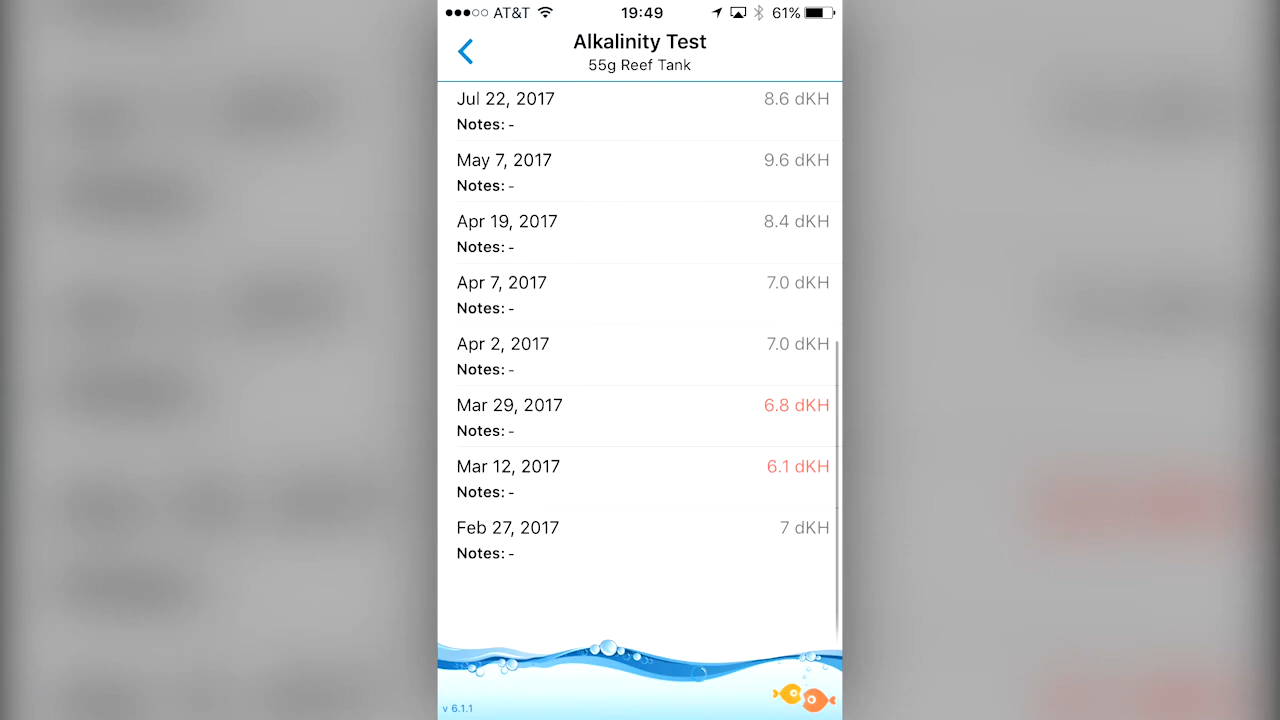 AT&T 19:49 61%
Alkalinity Test
55g Reef Tank
Jul 22, 2017 8.6 dKH
Notes: -
May 7, 2017 9.6 dKH
Notes: -
Apr 19, 2017 8.4 dKH
Notes: -
Apr 7, 2017 7.0 dKH
Notes: -
Apr 2, 2017 7.0 dKH
Notes: -
Mar 29, 2017 6.8 dKH
Notes: -
Mar 12, 2017 6.1 dKH
Notes: -
Feb 27, 2017 7 dKH
Notes: -
v 6.1.1